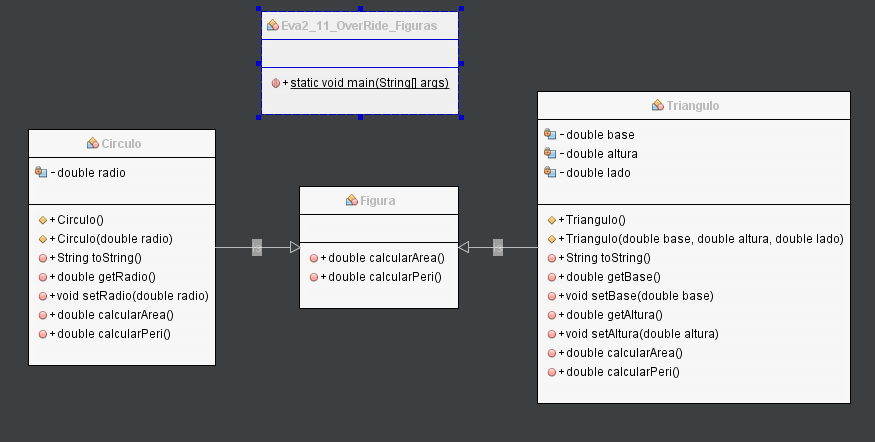 Eva2_11_OverRide_Figuras
+ static void main(String[] args)
Circulo
- double radio
+ Circulo()
+ Circulo(double radio)
+ String toString()
+ double getRadio()
+ void setRadio(double radio)
+ double calcularArea()
+ double calcularPeri()
Figura
+ double calcularArea()
+ double calcularPeri()
Triangulo
- double base
- double altura
- double lado
+ Triangulo()
+ Triangulo(double base, double altura, double lado)
+ String toString()
+ double getBase()
+ void setBase(double base)
+ double getAltura()
+ void setAltura(double altura)
+ double calcularArea()
+ double calcularPeri()